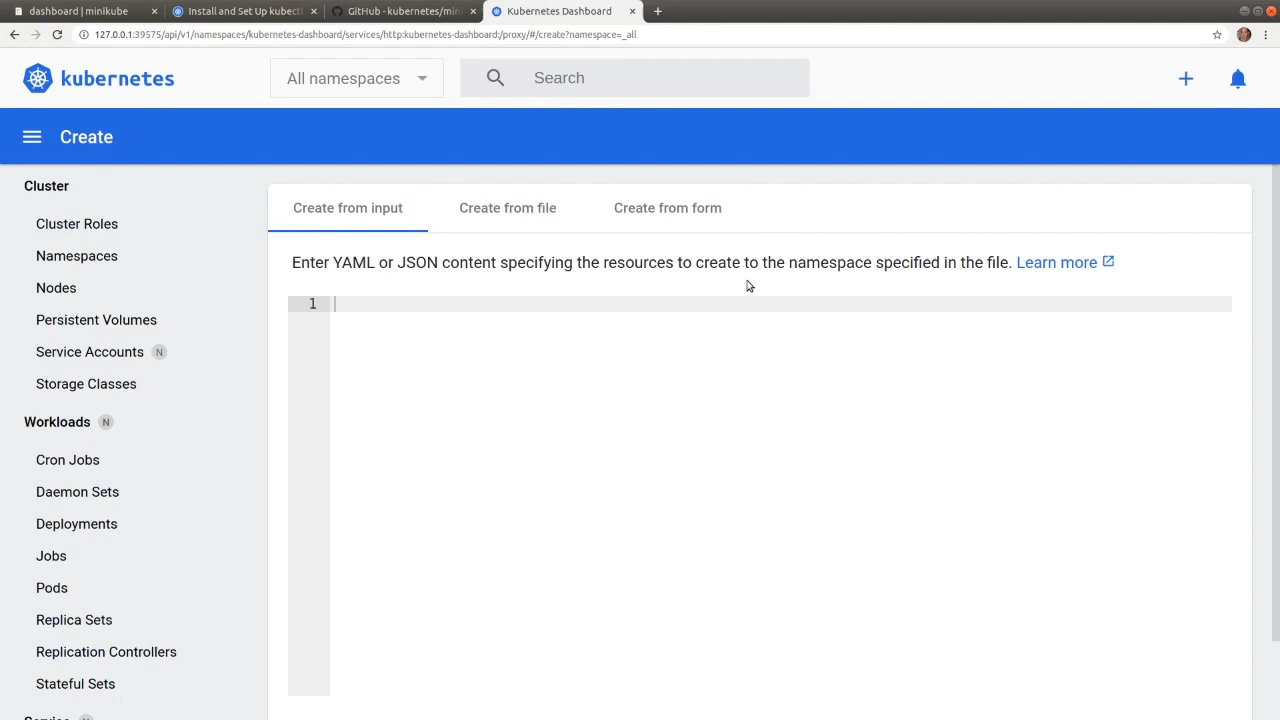 dashboard | minikube
Install and Set Up kubectl
GitHub - kubernetes/mini
Kubernetes Dashboard
127.0.0.1:39575/api/v1/namespaces/kubernetes-dashboard/services/http:kubernetes-dashboard:/proxy/#/create?namespace=_all
kubernetes
All namespaces
Search
Create
Cluster
Cluster Roles
Namespaces
Nodes
Persistent Volumes
Service Accounts N
Storage Classes
Workloads N
Cron Jobs
Daemon Sets
Deployments
Jobs
Pods
Replica Sets
Replication Controllers
Stateful Sets
Create from input
Create from file
Create from form
Enter YAML or JSON content specifying the resources to create to the namespace specified in the file. Learn more
1